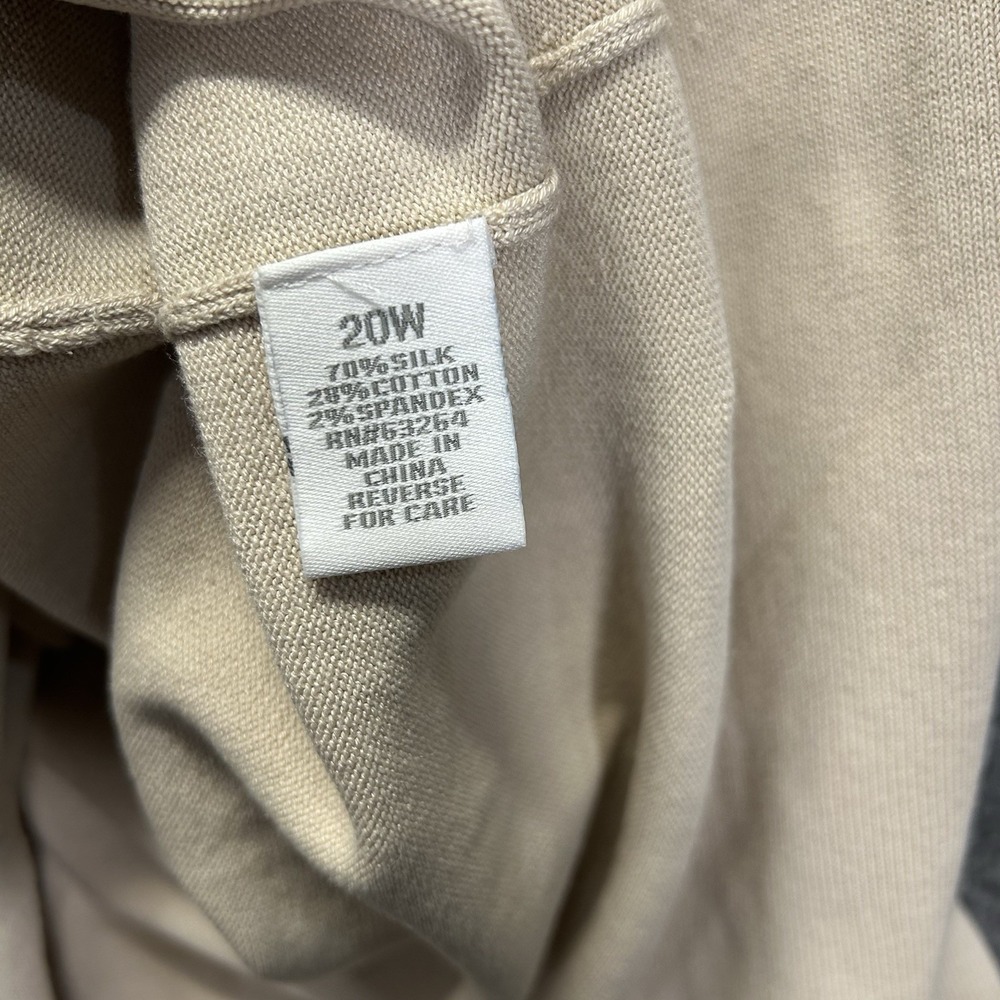 20W
70%SILK
28%COTTON
2%SPANDEX
RN#63264
MADE IN
CHINA
REVERSE
FOR CARE